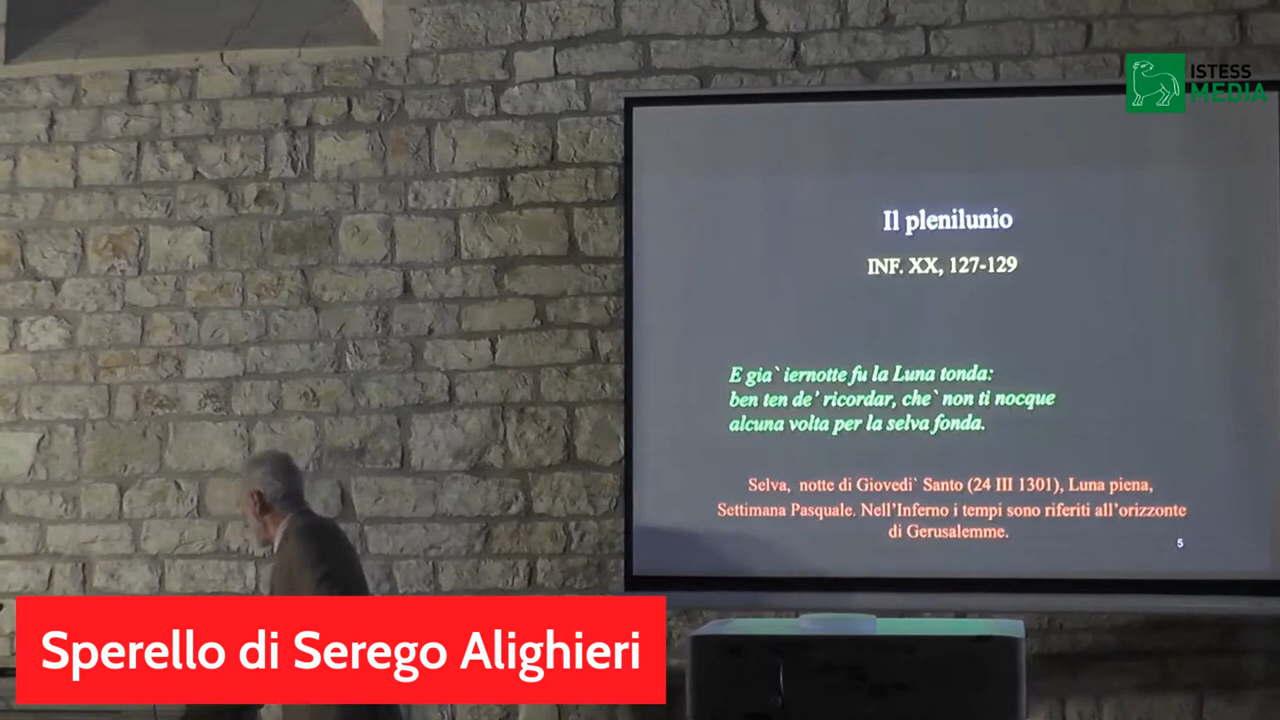 ISTESS
MEDIA
Il plenilunio
INF. XX, 127-129
E gia` iernotte fu la Luna tonda:
ben ten de’ ricordar, che` non ti nocque
alcuna volta per la selva fonda.
Selva, notte di Giovedi` Santo (24 III 1301), Luna piena,
Settimana Pasquale. Nell’Inferno i tempi sono riferiti all’orizzonte
di Gerusalemme.
5
Sperello di Serego Alighieri